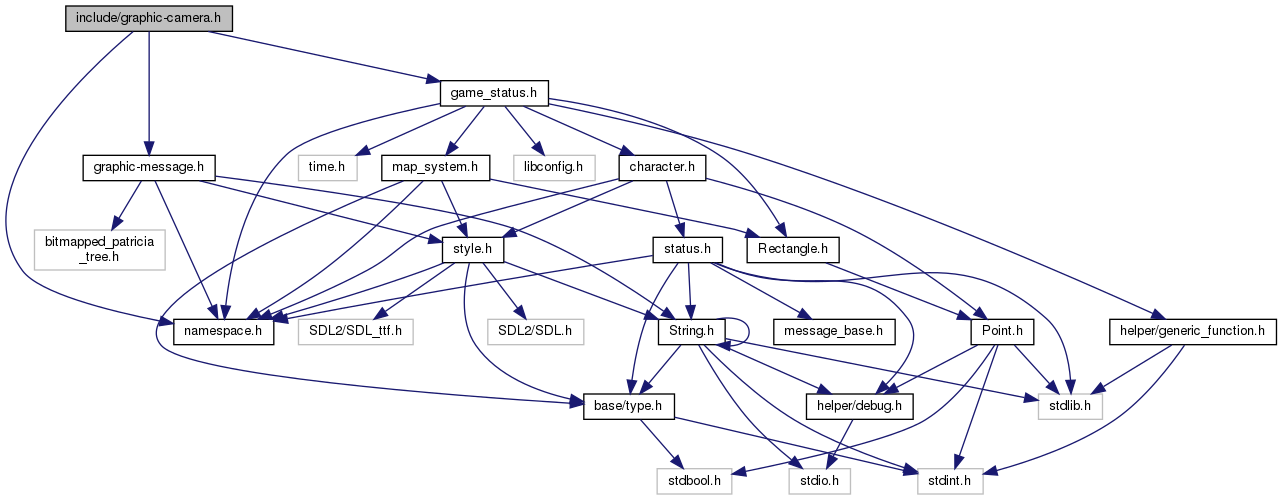 include/graphic-camera.h
game_status.h
graphic-message.h
time.h
map_system.h
libconfig.h
character.h
bitmapped_patricia
_tree.h
style.h
status.h
Rectangle.h
namespace.h
SDL2/SDL_ttf.h
SDL2/SDL.h
String.h
message_base.h
Point.h
helper/generic_function.h
base/type.h
helper/debug.h
stdlib.h
stdbool.h
stdio.h
stdint.h